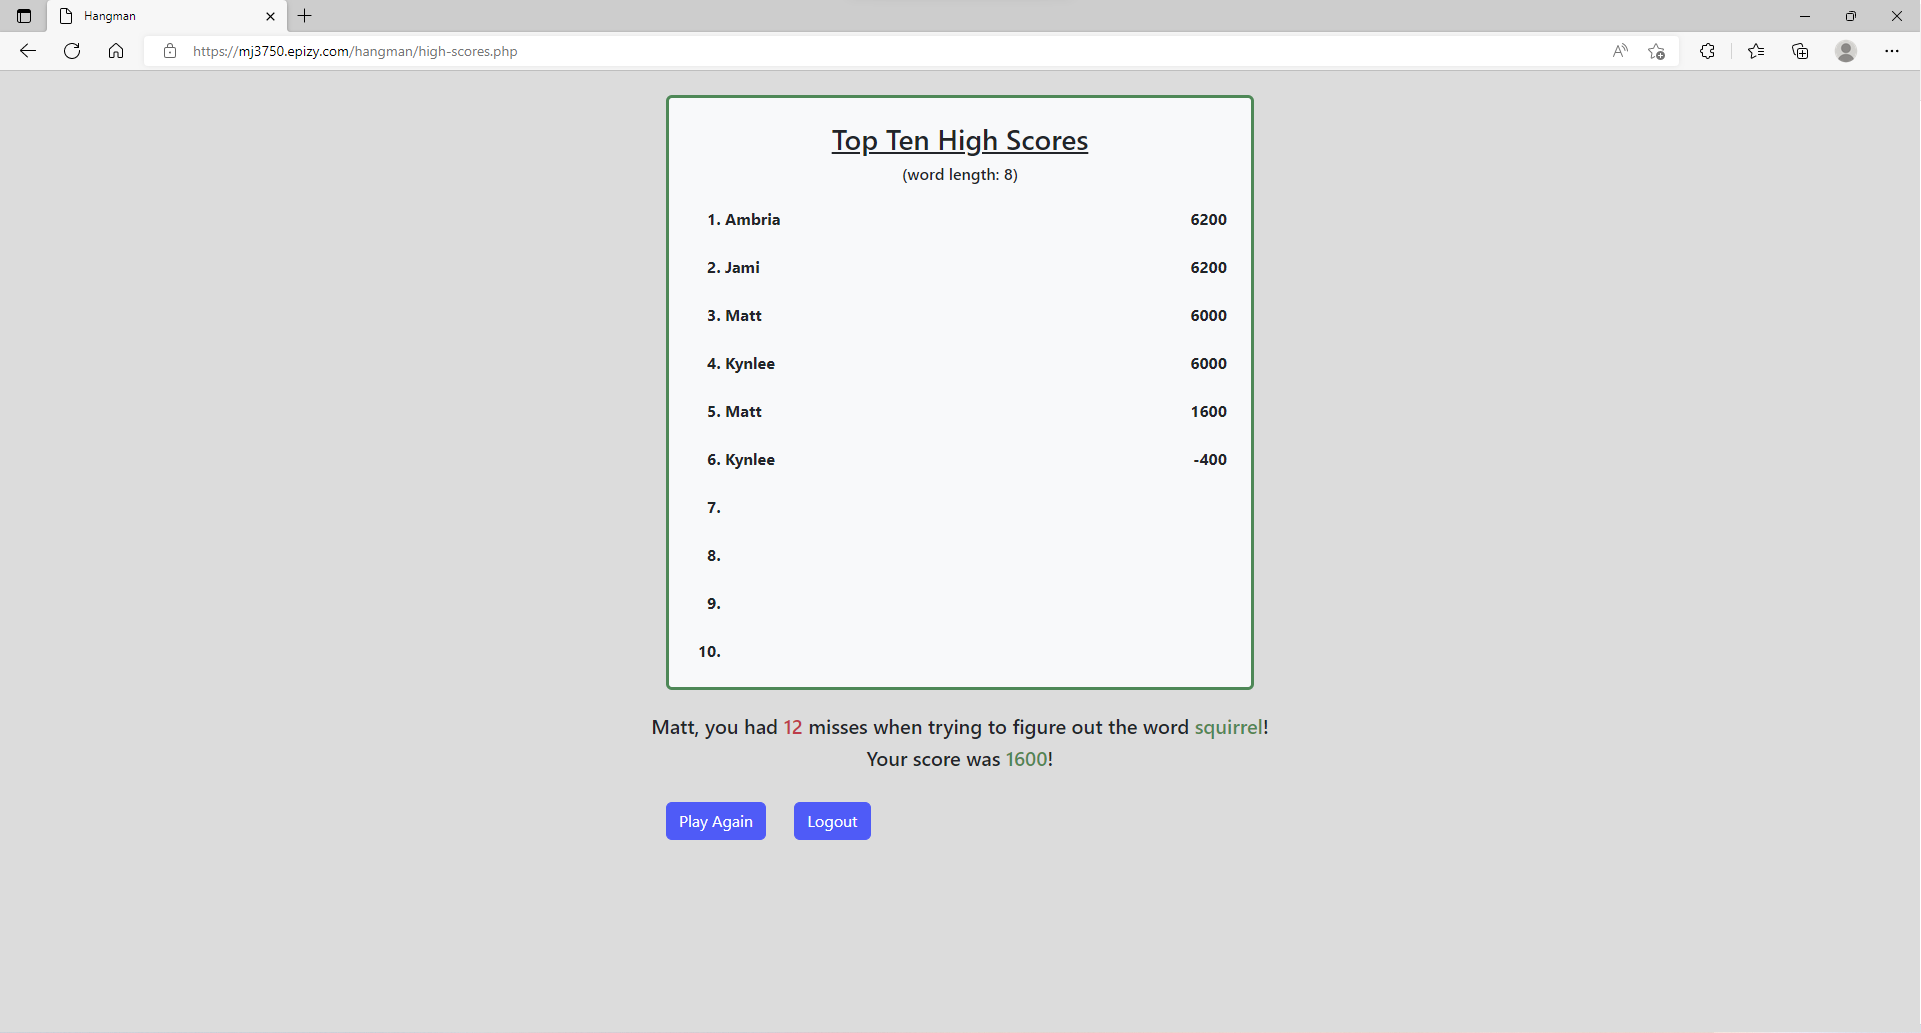 Hangman
https://mj3750.epizy.com/hangman/high-scores.php
Top Ten High Scores
(word length: 8)
1. Ambria 6200
2. Jami 6200
3. Matt 6000
4. Kynlee 6000
5. Matt 1600
6. Kynlee -400
7.
8.
9.
10.
Matt, you had 12 misses when trying to figure out the word squirrel!
Your score was 1600!
Play Again Logout